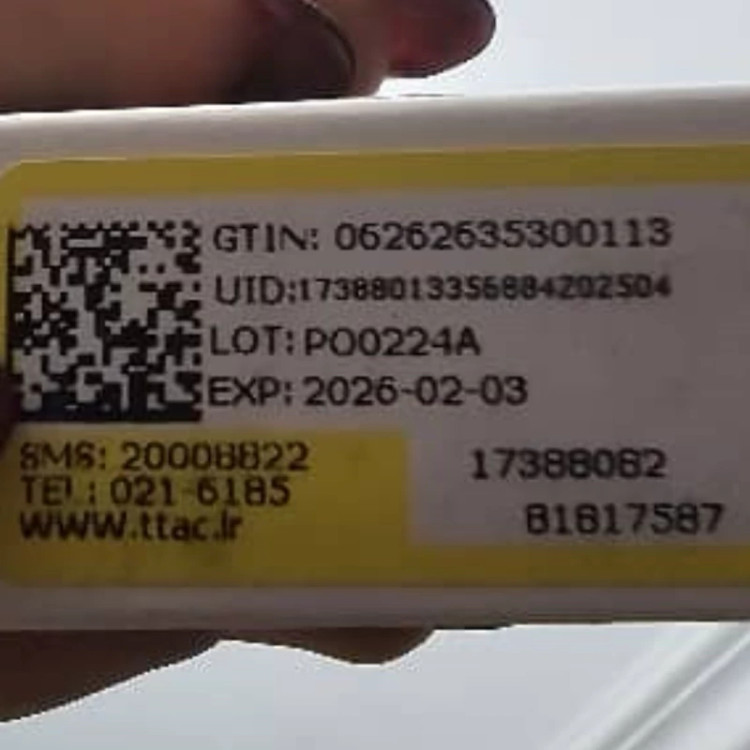 GTIN: 06262635300113
UID:17388013356884202504
LOT: P00224A
EXP: 2026-02-03
SMS: 20008822
TEL: 021-6185
www.ttac.ir
17388082
81817587